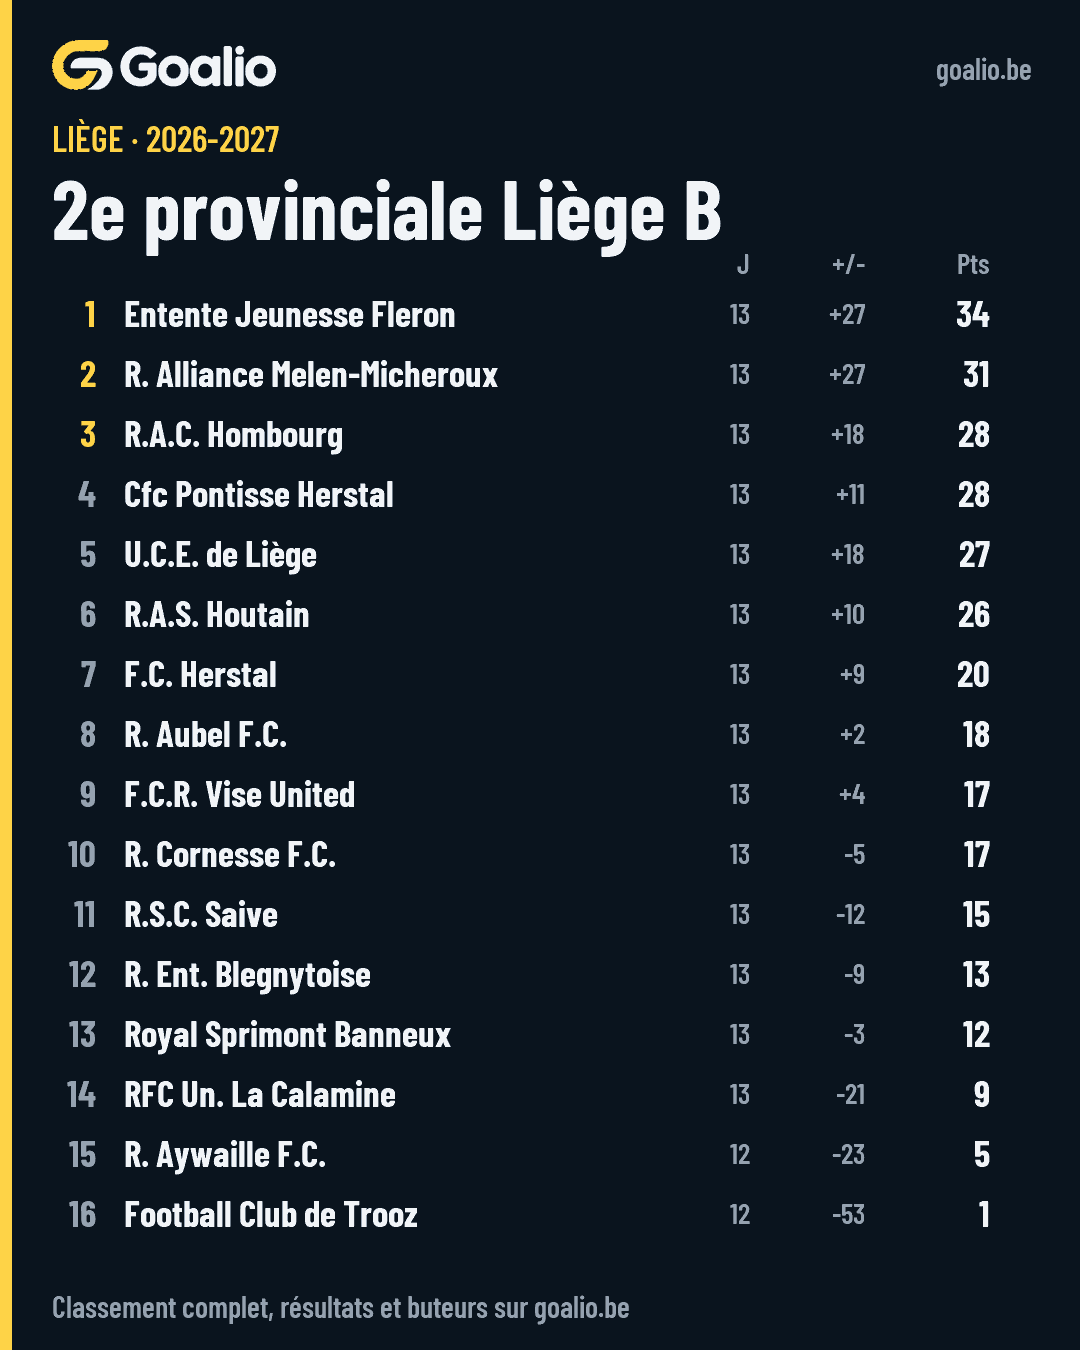 Goalio
goalio.be
LIÈGE · 2026-2027
2e provinciale Liège B
J +/- Pts
1 Entente Jeunesse Fleron 13 +27 34
2 R. Alliance Melen-Micheroux 13 +27 31
3 R.A.C. Hombourg 13 +18 28
4 Cfc Pontisse Herstal 13 +11 28
5 U.C.E. de Liège 13 +18 27
6 R.A.S. Houtain 13 +10 26
7 F.C. Herstal 13 +9 20
8 R. Aubel F.C. 13 +2 18
9 F.C.R. Vise United 13 +4 17
10 R. Cornesse F.C. 13 -5 17
11 R.S.C. Saive 13 -12 15
12 R. Ent. Blegnytoise 13 -9 13
13 Royal Sprimont Banneux 13 -3 12
14 RFC Un. La Calamine 13 -21 9
15 R. Aywaille F.C. 12 -23 5
16 Football Club de Trooz 12 -53 1
Classement complet, résultats et buteurs sur goalio.be